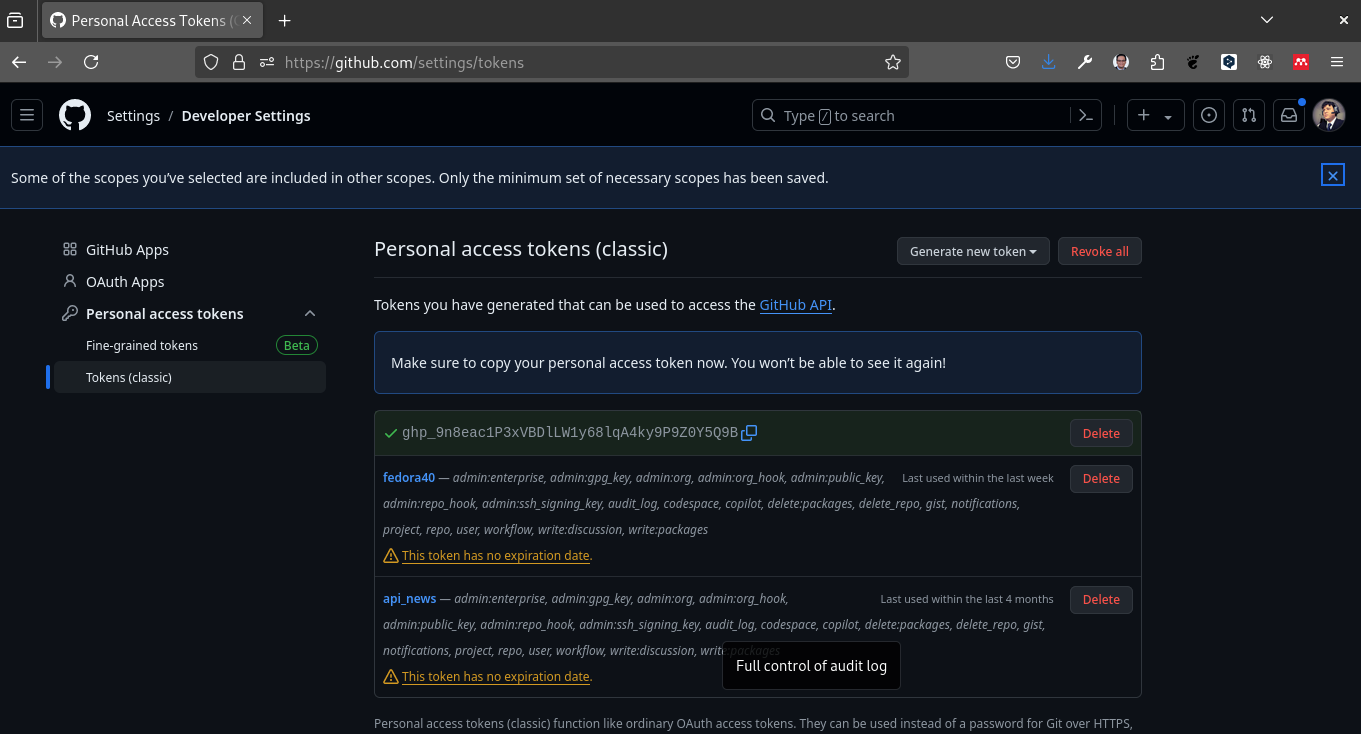 Personal Access Tokens (
https://github.com/settings/tokens
Settings / Developer Settings
Type / to search
Some of the scopes you’ve selected are included in other scopes. Only the minimum set of necessary scopes has been saved.
GitHub Apps
OAuth Apps
Personal access tokens
Fine-grained tokens Beta
Tokens (classic)
Personal access tokens (classic) Generate new token Revoke all
Tokens you have generated that can be used to access the GitHub API.
Make sure to copy your personal access token now. You won’t be able to see it again!
[access token redacted] Delete
fedora40 — admin:enterprise, admin:gpg_key, admin:org, admin:org_hook, admin:public_key, Last used within the last week Delete
admin:repo_hook, admin:ssh_signing_key, audit_log, codespace, copilot, delete:packages, delete_repo, gist, notifications,
project, repo, user, workflow, write:discussion, write:packages
This token has no expiration date.
api_news — admin:enterprise, admin:gpg_key, admin:org, admin:org_hook, Last used within the last 4 months Delete
admin:public_key, admin:repo_hook, admin:ssh_signing_key, audit_log, codespace, copilot, delete:packages, delete_repo, gist,
notifications, project, repo, user, workflow, write:discussion, write:packages
Full control of audit log
This token has no expiration date.
Personal access tokens (classic) function like ordinary OAuth access tokens. They can be used instead of a password for Git over HTTPS,